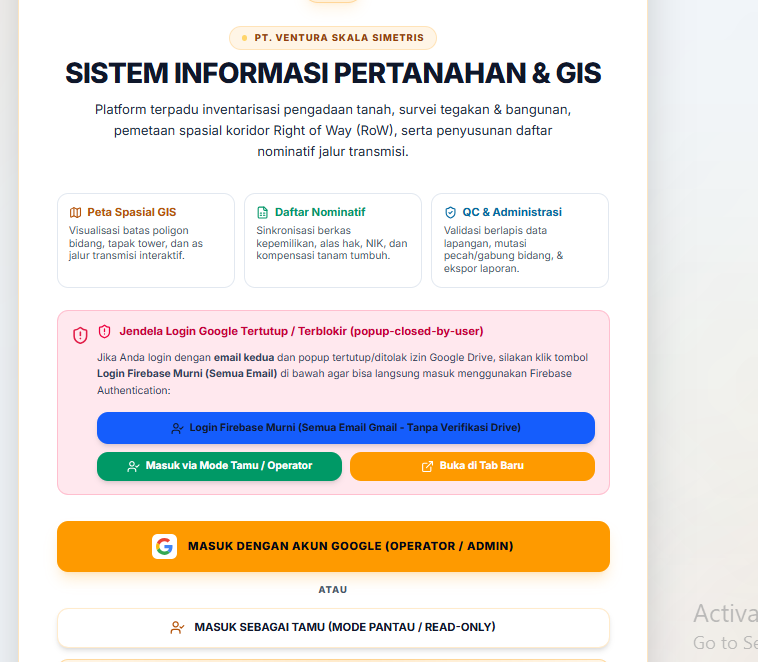 PT. VENTURA SKALA SIMETRIS
SISTEM INFORMASI PERTANAHAN & GIS
Platform terpadu inventarisasi pengadaan tanah, survei tegakan & bangunan,
pemetaan spasial koridor Right of Way (RoW), serta penyusunan daftar
nominatif jalur transmisi.
Peta Spasial GIS
Visualisasi batas poligon
bidang, tapak tower, dan as
jalur transmisi interaktif.
Daftar Nominatif
Sinkronisasi berkas
kepemilikan, alas hak, NIK, dan
kompensasi tanam tumbuh.
QC & Administrasi
Validasi berlapis data
lapangan, mutasi
pecah/gabung bidang, &
ekspor laporan.
Jendela Login Google Tertutup / Terblokir (popup-closed-by-user)
Jika Anda login dengan email kedua dan popup tertutup/ditolak izin Google Drive, silakan klik tombol
Login Firebase Murni (Semua Email) di bawah agar bisa langsung masuk menggunakan Firebase
Authentication:
Login Firebase Murni (Semua Email Gmail - Tanpa Verifikasi Drive)
Masuk via Mode Tamu / Operator
Buka di Tab Baru
MASUK DENGAN AKUN GOOGLE (OPERATOR / ADMIN)
ATAU
MASUK SEBAGAI TAMU (MODE PANTAU / READ-ONLY)
Activa
Go to Se